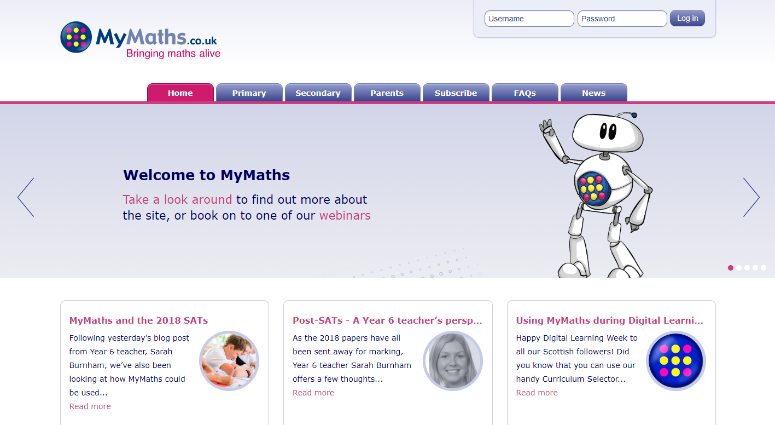 Username
Password
Log in
MyMaths.co.uk
Bringing maths alive
Home
Primary
Secondary
Parents
Subscribe
FAQs
News
Welcome to MyMaths
Take a look around to find out more about
the site, or book on to one of our webinars
MyMaths and the 2018 SATs
Following yesterday's blog post
from Year 6 teacher, Sarah
Burnham, we've also been
looking at how MyMaths could
be used...
Read more
Post-SATs - A Year 6 teacher's persp...
As the 2018 papers have all
been sent away for marking,
Year 6 teacher Sarah Burnham
offers a few thoughts...
Read more
Using MyMaths during Digital Learni...
Happy Digital Learning Week to
all our Scottish followers! Did
you know that you can use our
handy Curriculum Selector...
Read more